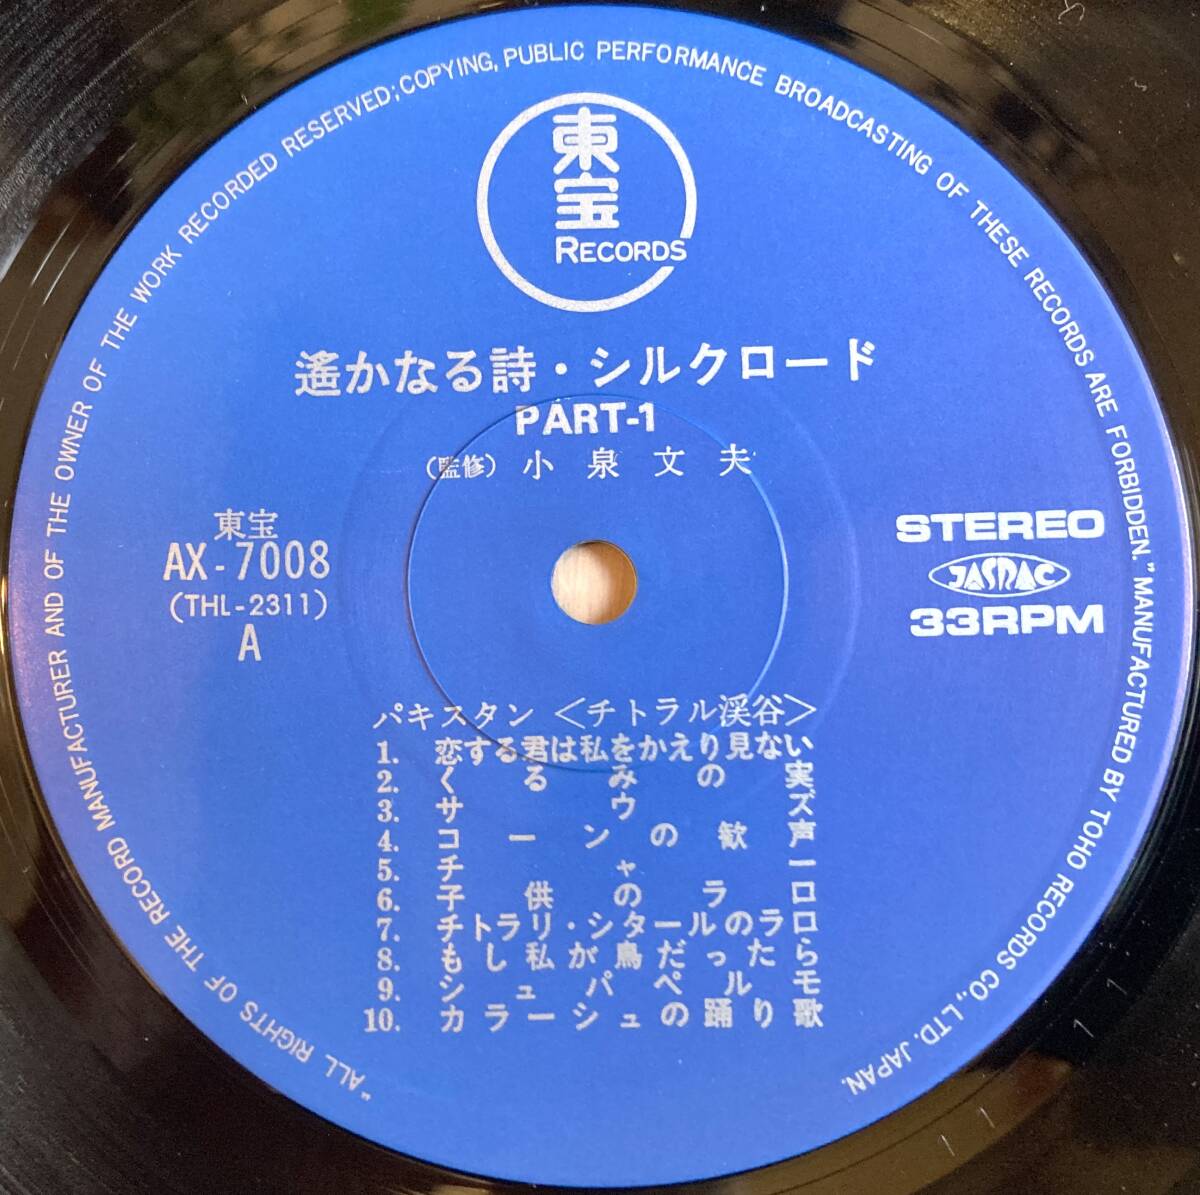 "ALL RIGHTS OF THE RECORD MANUFACTURER AND OF THE OWNER OF THE WORK RECORDED RESERVED; COPYING, PUBLIC PERFORMANCE BROADCASTING OF THESE RECORDS ARE FORBIDDEN." MANUFACTURED BY TOHO RECORDS CO., LTD. JAPAN.
東宝
RECORDS
遙かなる詩・シルクロード
PART-1
(監修) 小泉文夫
東宝
AX-7008
(THL-2311)
A
STEREO
JASRAC
33RPM
パキスタン <チトラル渓谷>
1. 恋する君は私をかえり見ない
2. くるみの実
3. サウズ
4. コーンの歓声
5. チャー
6. 子供のラロ
7. チトラリ・シタールのラロ
8. もし私が鳥だったら
9. シュパペルモ
10. カラーシュの踊り歌